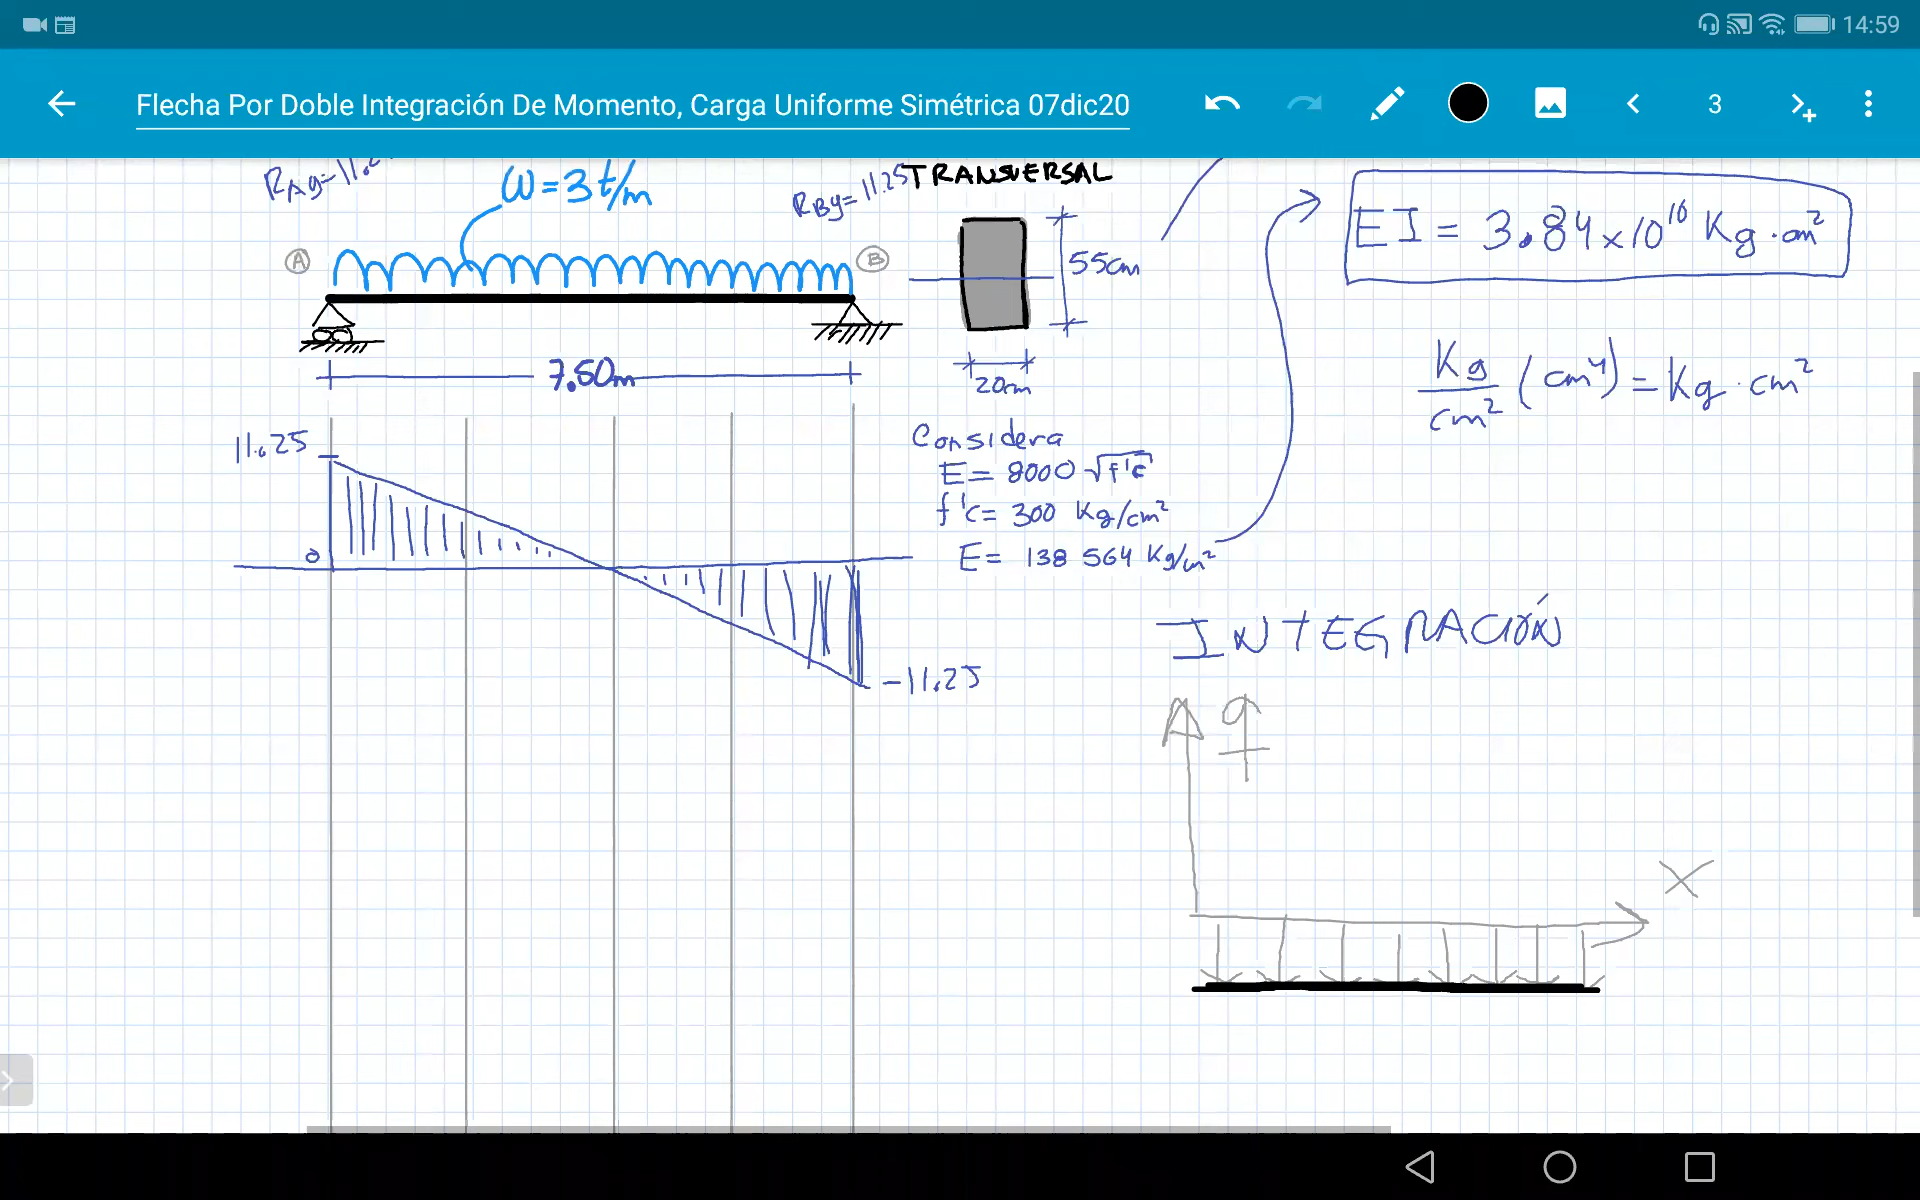 14:59
Flecha Por Doble Integración De Momento, Carga Uniforme Simétrica 07dic20
3
W=3t/m
RBy=11.25
TRANSVERSAL
EI = 3.84x10¹⁰ Kg·cm²
A
B
55cm
7.50m
20cm
Kg/cm² (cm⁴) = Kg·cm²
11.25
Considera
E= 8000 √f'c
f'c= 300 Kg/cm²
0
E= 138 564 Kg/cm²
INTEGRACIÓN
-11.25
q
+
X